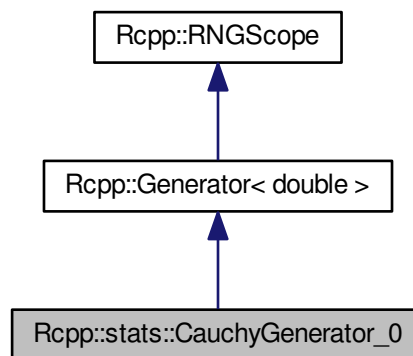 Rcpp::RNGScope
Rcpp::Generator< double >
Rcpp::stats::CauchyGenerator_0